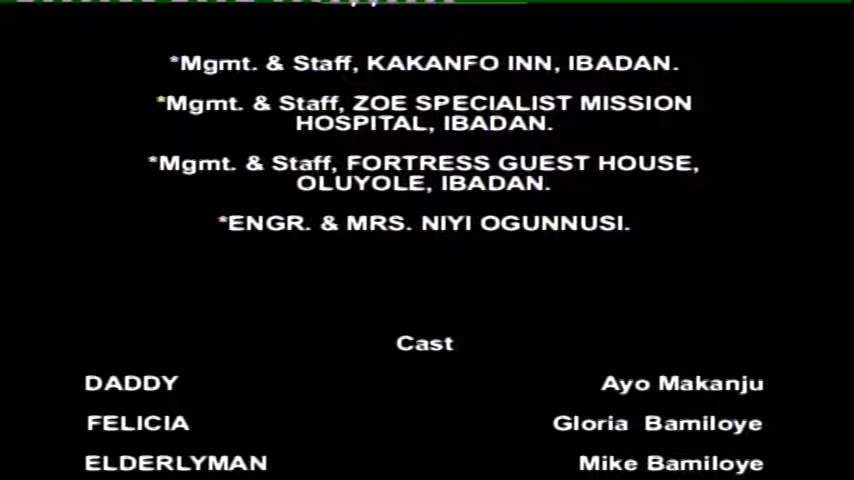 *Mgmt. & Staff, KAKANFO INN, IBADAN.
*Mgmt. & Staff, ZOE SPECIALIST MISSION
HOSPITAL, IBADAN.
*Mgmt. & Staff, FORTRESS GUEST HOUSE,
OLUYOLE, IBADAN.
*ENGR. & MRS. NIYI OGUNNUSI.
Cast
DADDY Ayo Makanju
FELICIA Gloria Bamiloye
ELDERLYMAN Mike Bamiloye